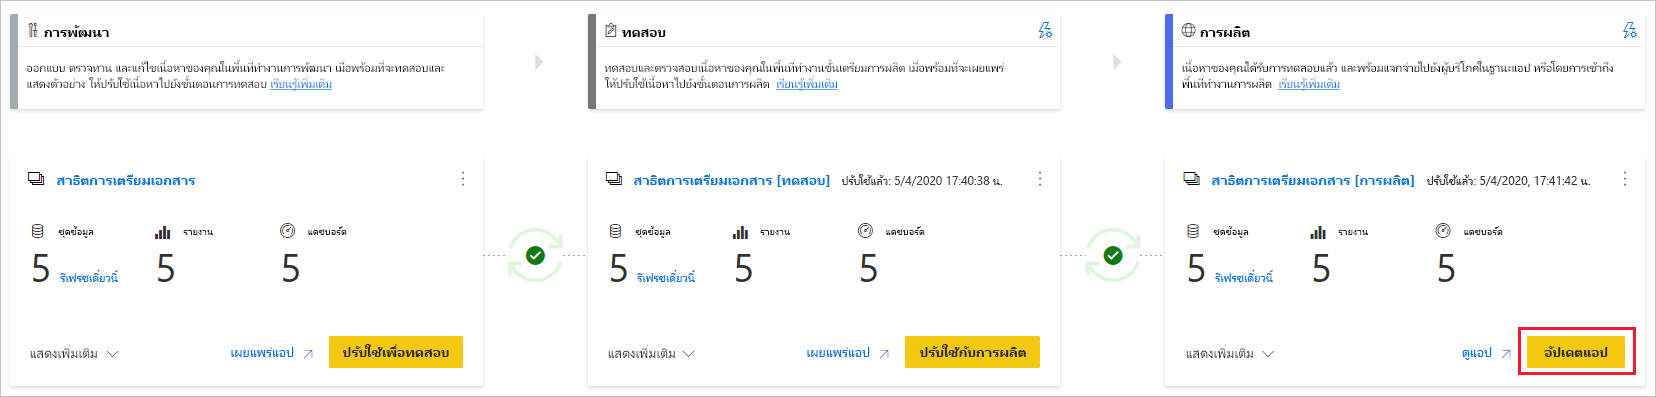 การพัฒนา
ออกแบบ ตรวจทาน และแก้ไขเนื้อหาของคุณในพื้นที่ทำงานการพัฒนา เมื่อพร้อมที่จะทดสอบและ
แสดงตัวอย่าง ให้ปรับใช้เนื้อหาไปยังขั้นตอนการทดสอบ เรียนรู้เพิ่มเติม
ทดสอบ
ทดสอบและตรวจสอบเนื้อหาของคุณในพื้นที่ทำงานขั้นเตรียมการผลิต เมื่อพร้อมที่จะเผยแพร่
ให้ปรับใช้เนื้อหาไปยังขั้นตอนการผลิต เรียนรู้เพิ่มเติม
การผลิต
เนื้อหาของคุณได้รับการทดสอบแล้ว และพร้อมแจกจ่ายไปยังผู้บริโภคในฐานะแอป หรือโดยการเข้าถึง
พื้นที่ทำงานการผลิต เรียนรู้เพิ่มเติม
สาธิตการเตรียมเอกสาร
ชุดข้อมูล รายงาน แดชบอร์ด
5 รีเฟรชเดี๋ยวนี้ 5 5
แสดงเพิ่มเติม เผยแพร่แอป ปรับใช้เพื่อทดสอบ
สาธิตการเตรียมเอกสาร [ทดสอบ] ปรับใช้แล้ว: 5/4/2020 17:40:38 น.
ชุดข้อมูล รายงาน แดชบอร์ด
5 รีเฟรชเดี๋ยวนี้ 5 5
แสดงเพิ่มเติม เผยแพร่แอป ปรับใช้กับการผลิต
สาธิตการเตรียมเอกสาร [การผลิต] ปรับใช้แล้ว: 5/4/2020, 17:41:42 น.
ชุดข้อมูล รายงาน แดชบอร์ด
5 รีเฟรชเดี๋ยวนี้ 5 5
แสดงเพิ่มเติม ดูแอป อัปเดตแอป